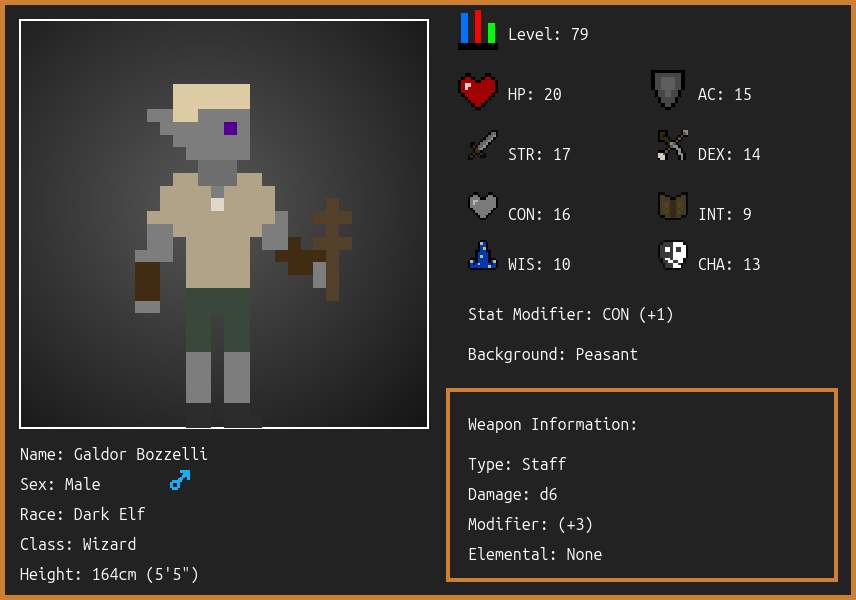 Level: 79
HP: 20
AC: 15
STR: 17
DEX: 14
CON: 16
INT: 9
WIS: 10
CHA: 13
Stat Modifier: CON (+1)
Background: Peasant
Weapon Information:
Type: Staff
Damage: d6
Modifier: (+3)
Elemental: None
Name: Galdor Bozzelli
Sex: Male
Race: Dark Elf
Class: Wizard
Height: 164cm (5'5")